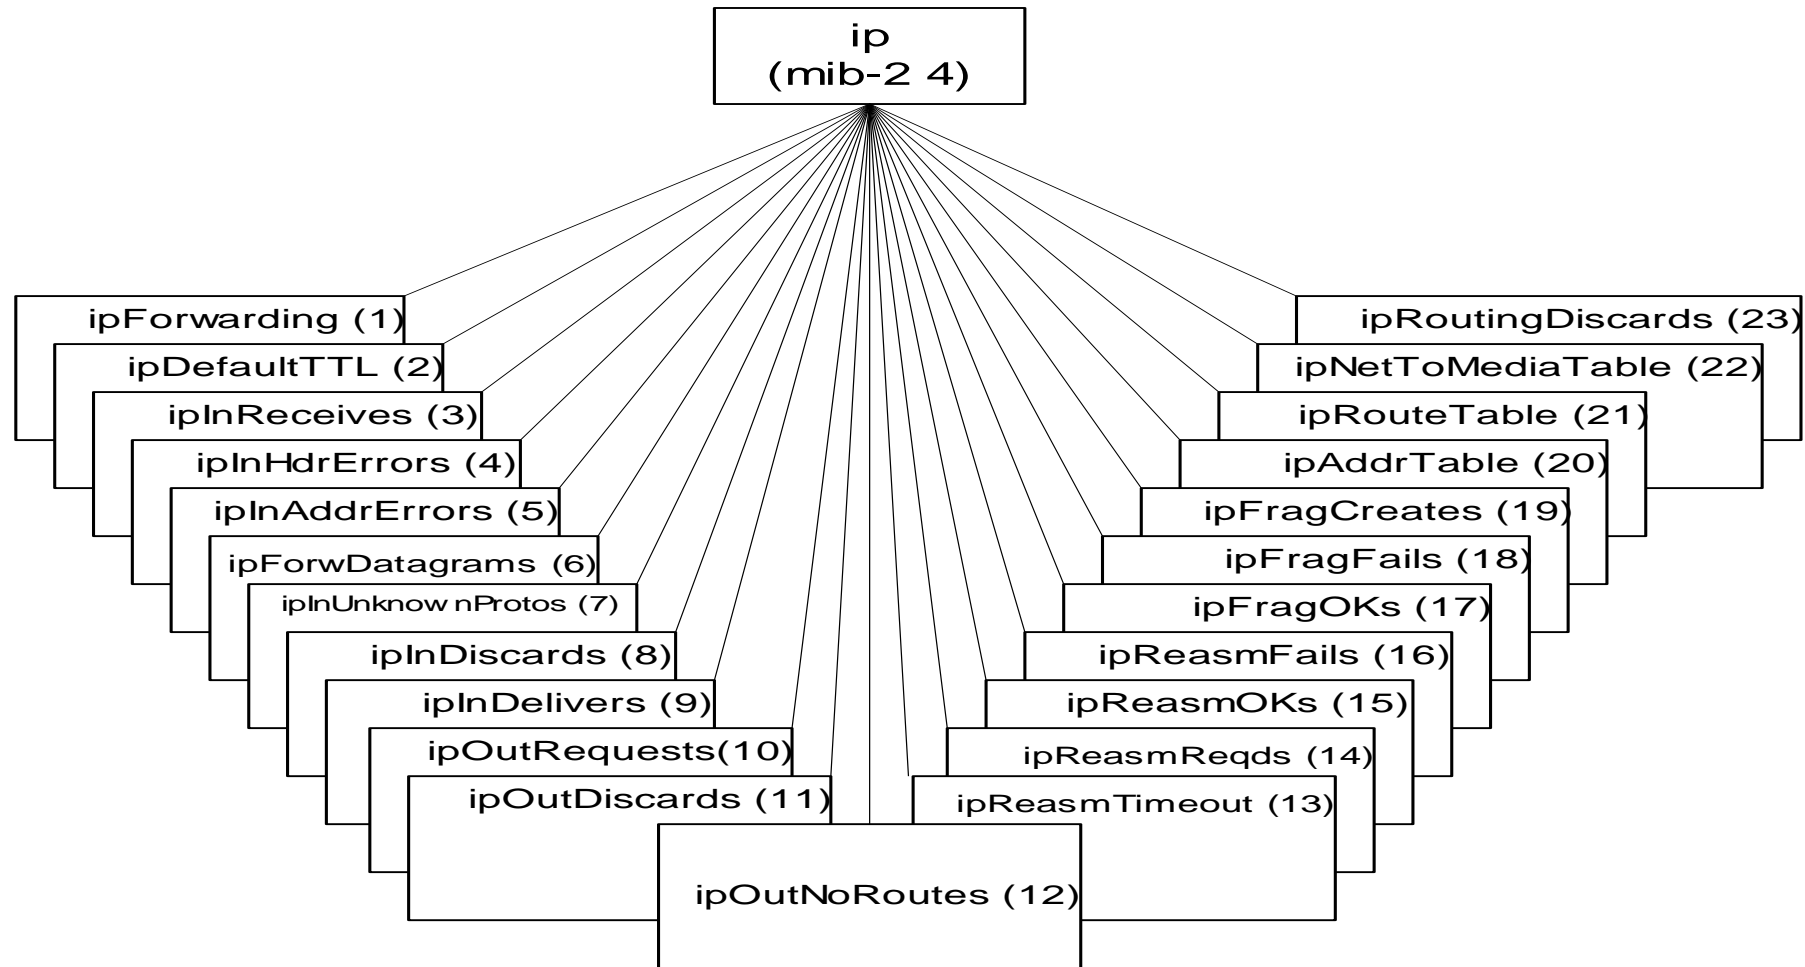 ip
(mib-2 4)
ipForwarding (1)
ipDefaultTTL (2)
ipInReceives (3)
ipInHdrErrors (4)
ipInAddrErrors (5)
ipForwDatagrams (6)
ipInUnknownProtos (7)
ipInDiscards (8)
ipInDelivers (9)
ipOutRequests(10)
ipOutDiscards (11)
ipOutNoRoutes (12)
ipReasmTimeout (13)
ipReasmReqds (14)
ipReasmOKs (15)
ipReasmFails (16)
ipFragOKs (17)
ipFragFails (18)
ipFragCreates (19)
ipAddrTable (20)
ipRouteTable (21)
ipNetToMediaTable (22)
ipRoutingDiscards (23)